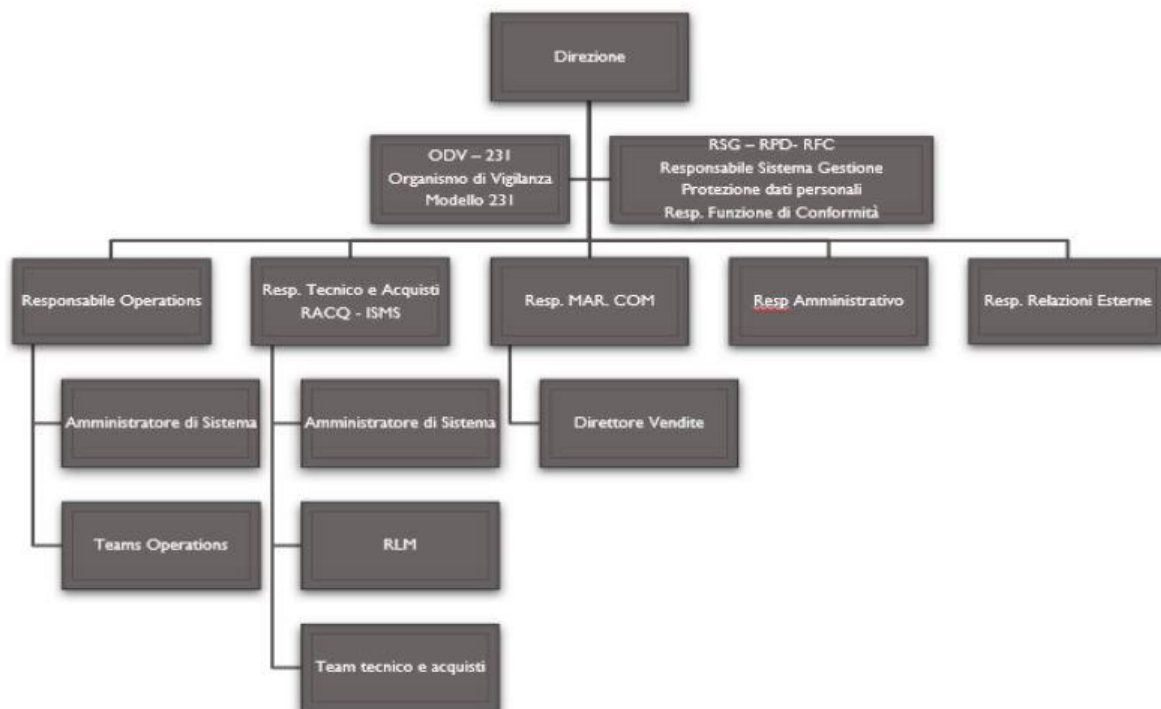 Direzione
ODV – 231
Organismo di Vigilanza
Modello 231
RSG – RPD- RFC
Responsabile Sistema Gestione
Protezione dati personali
Resp. Funzione di Conformità
Responsabile Operations
Resp. Tecnico e Acquisti
RACQ - ISMS
Resp. MAR. COM
Resp Amministrativo
Resp. Relazioni Esterne
Amministratore di Sistema
Amministratore di Sistema
Direttore Vendite
Teams Operations
RLM
Team tecnico e acquisti